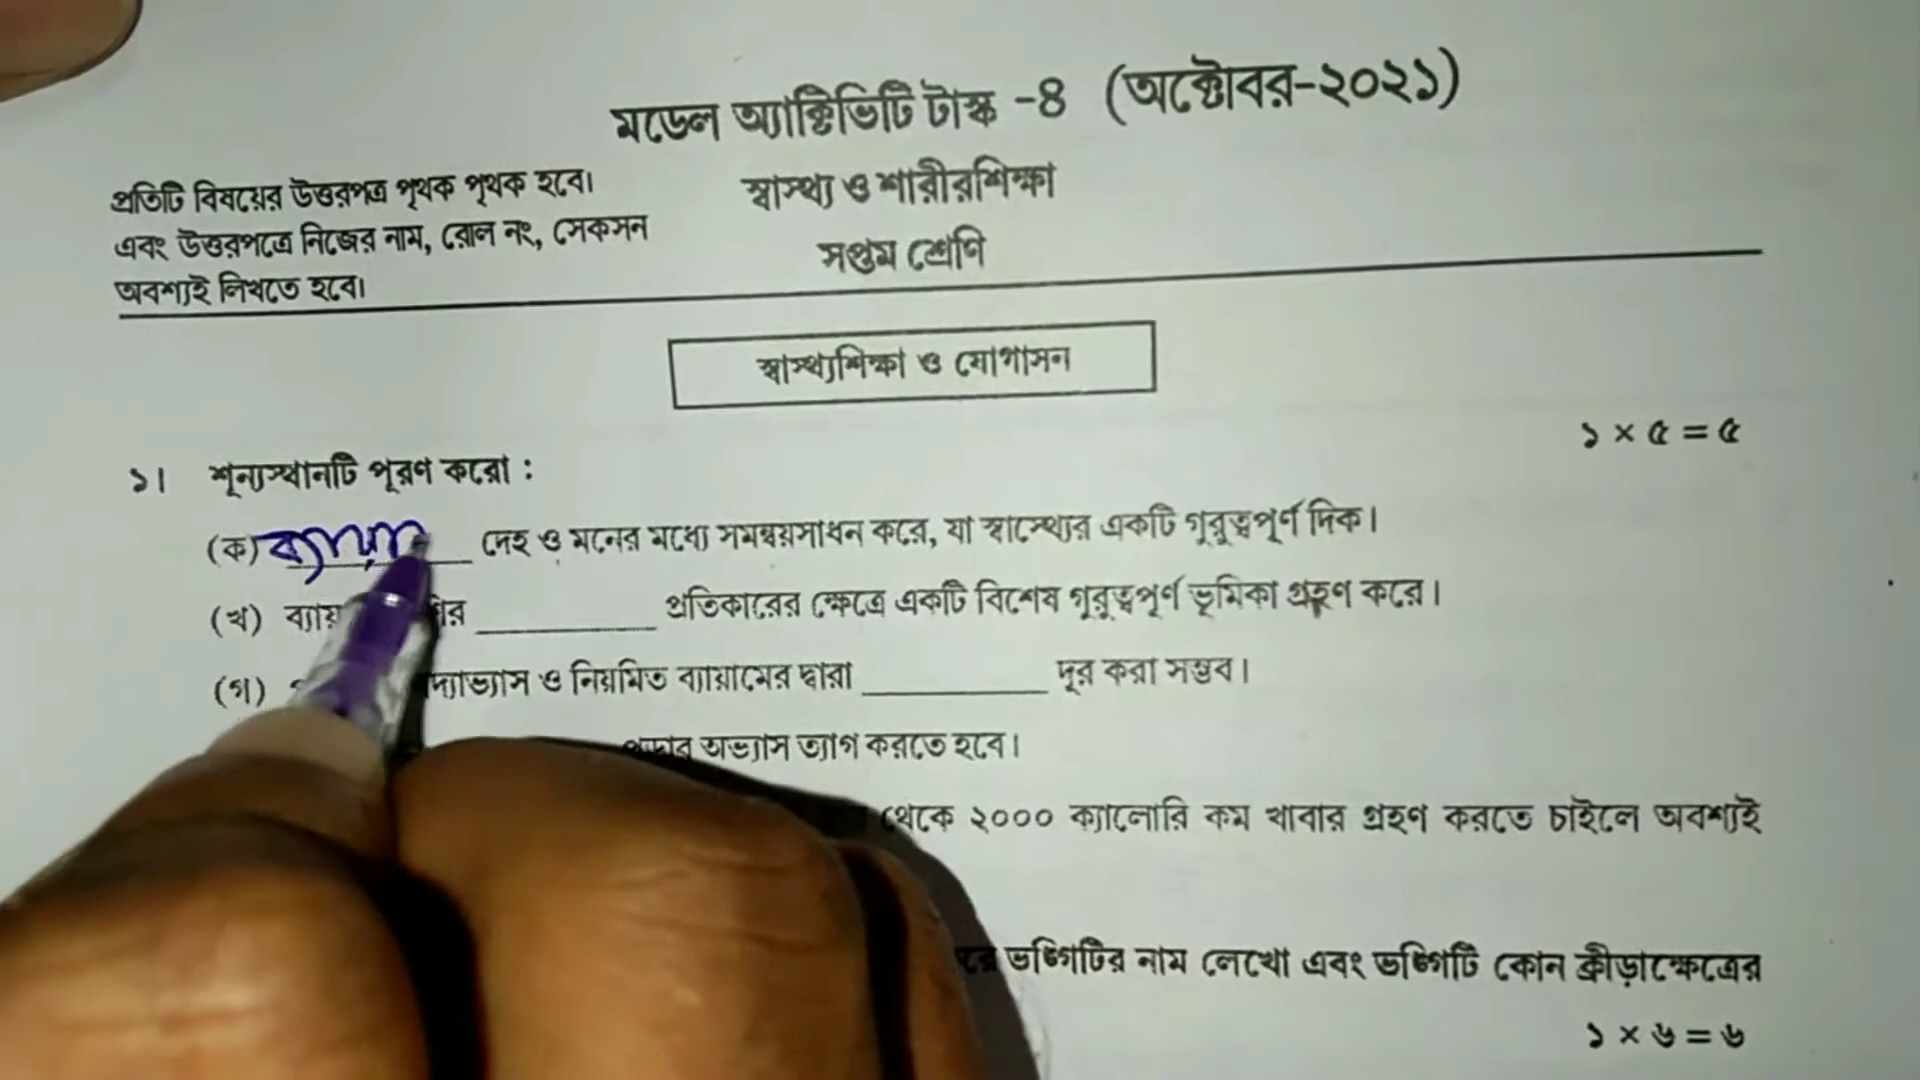 মডেল অ্যাক্টিভিটি টাস্ক -8 (অক্টোবর-২০২১)
প্রতিটি বিষয়ের উত্তরপত্র পৃথক পৃথক হবে।
এবং উত্তরপত্রে নিজের নাম, রোল নং, সেকসন
অবশ্যই লিখতে হবে।
স্বাস্থ্য ও শারীরশিক্ষা
সপ্তম শ্রেণি
স্বাস্থ্যশিক্ষা ও যোগাসন
১ × ৫ = ৫
১। শূন্যস্থানটি পূরণ করো :
(ক) দেহ ও মনের মধ্যে সমন্বয়সাধন করে, যা স্বাস্থ্যের একটি গুরুত্বপূর্ণ দিক।
(খ) প্রতিকারের ক্ষেত্রে একটি বিশেষ গুরুত্বপূর্ণ ভূমিকা গ্রহণ করে।
(গ) ও নিয়মিত ব্যায়ামের দ্বারা দূর করা সম্ভব।
অভ্যাস ত্যাগ করতে হবে।
থেকে ২০০০ ক্যালোরি কম খাবার গ্রহণ করতে চাইলে অবশ্যই
ভঙ্গিটির নাম লেখো এবং ভঙ্গিটি কোন ক্রীড়াক্ষেত্রের
১ × ৬ = ৬